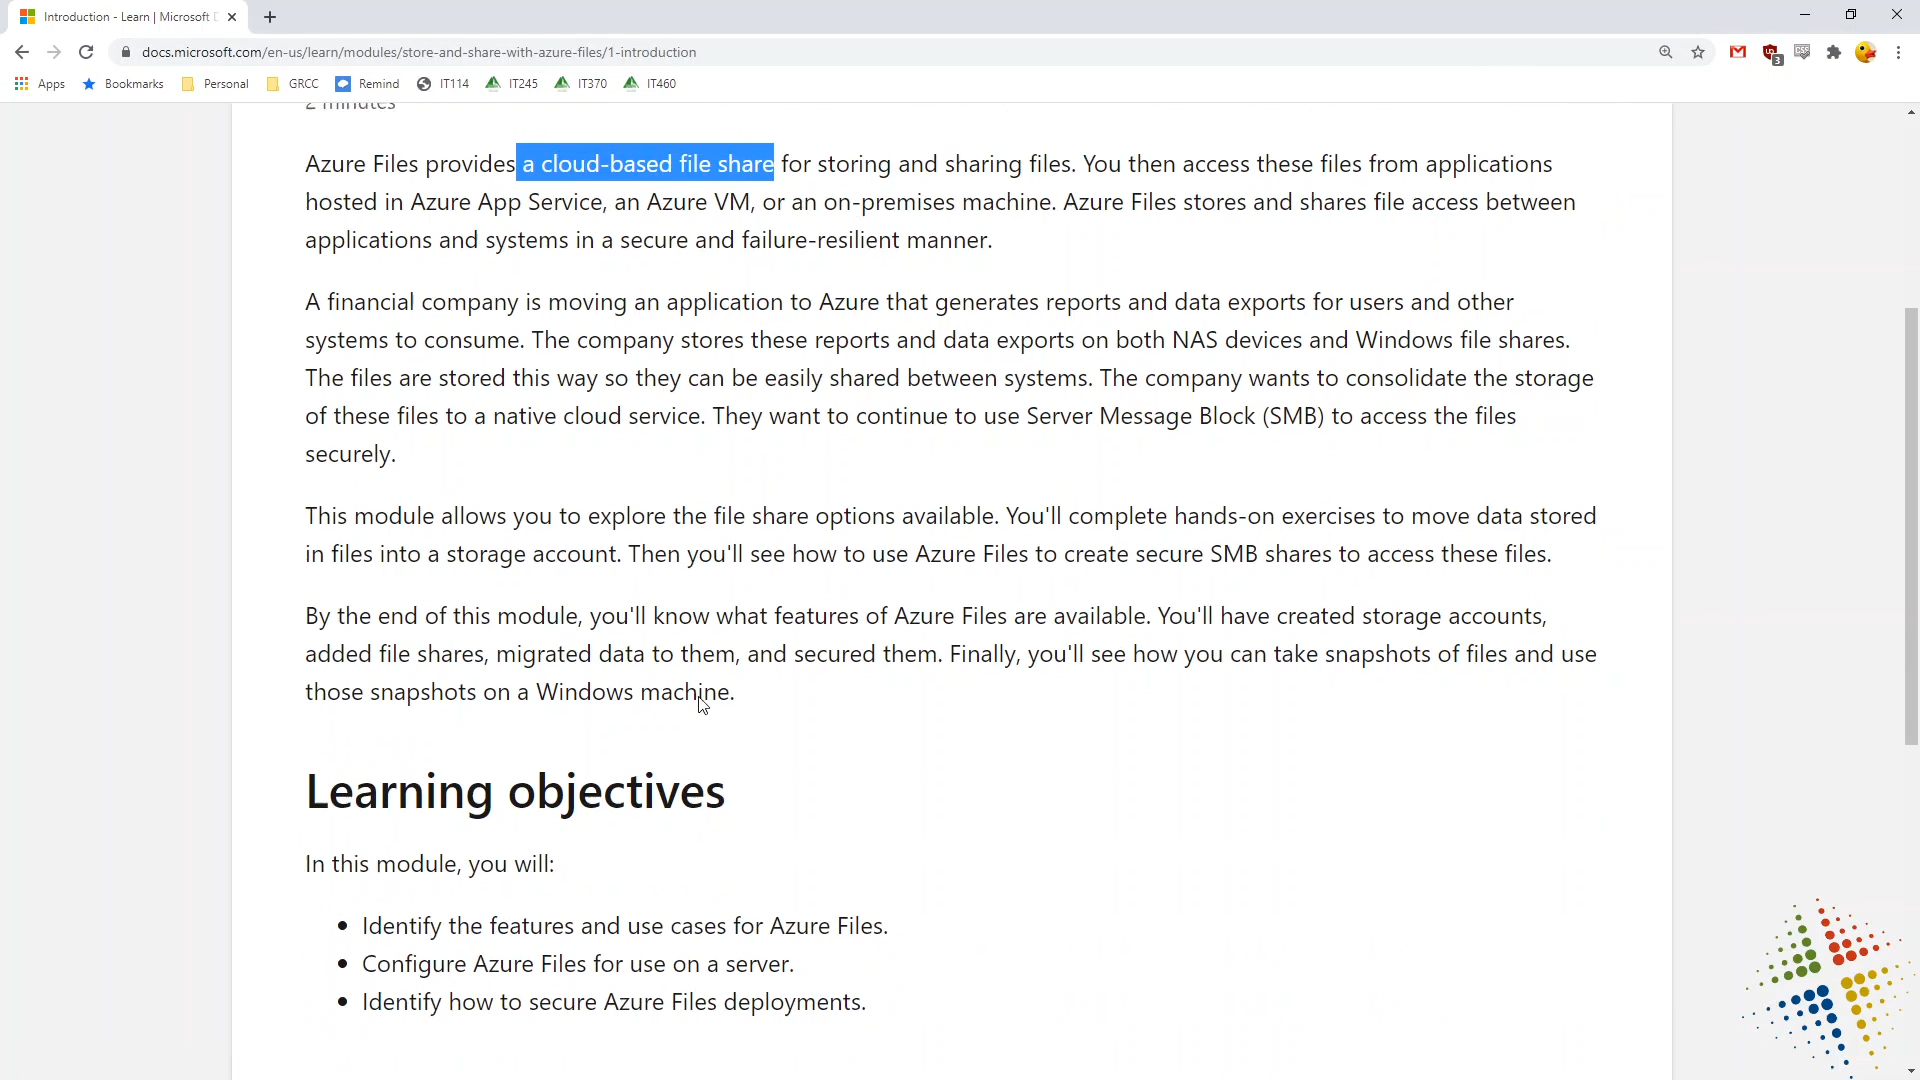 Introduction - Learn | Microsoft D
docs.microsoft.com/en-us/learn/modules/store-and-share-with-azure-files/1-introduction
3
Apps Bookmarks Personal GRCC Remind IT114 IT245 IT370 IT460
2 minutes
Azure Files provides a cloud-based file share for storing and sharing files. You then access these files from applications
hosted in Azure App Service, an Azure VM, or an on-premises machine. Azure Files stores and shares file access between
applications and systems in a secure and failure-resilient manner.
A financial company is moving an application to Azure that generates reports and data exports for users and other
systems to consume. The company stores these reports and data exports on both NAS devices and Windows file shares.
The files are stored this way so they can be easily shared between systems. The company wants to consolidate the storage
of these files to a native cloud service. They want to continue to use Server Message Block (SMB) to access the files
securely.
This module allows you to explore the file share options available. You'll complete hands-on exercises to move data stored
in files into a storage account. Then you'll see how to use Azure Files to create secure SMB shares to access these files.
By the end of this module, you'll know what features of Azure Files are available. You'll have created storage accounts,
added file shares, migrated data to them, and secured them. Finally, you'll see how you can take snapshots of files and use
those snapshots on a Windows machine.
Learning objectives
In this module, you will:
• Identify the features and use cases for Azure Files.
• Configure Azure Files for use on a server.
• Identify how to secure Azure Files deployments.